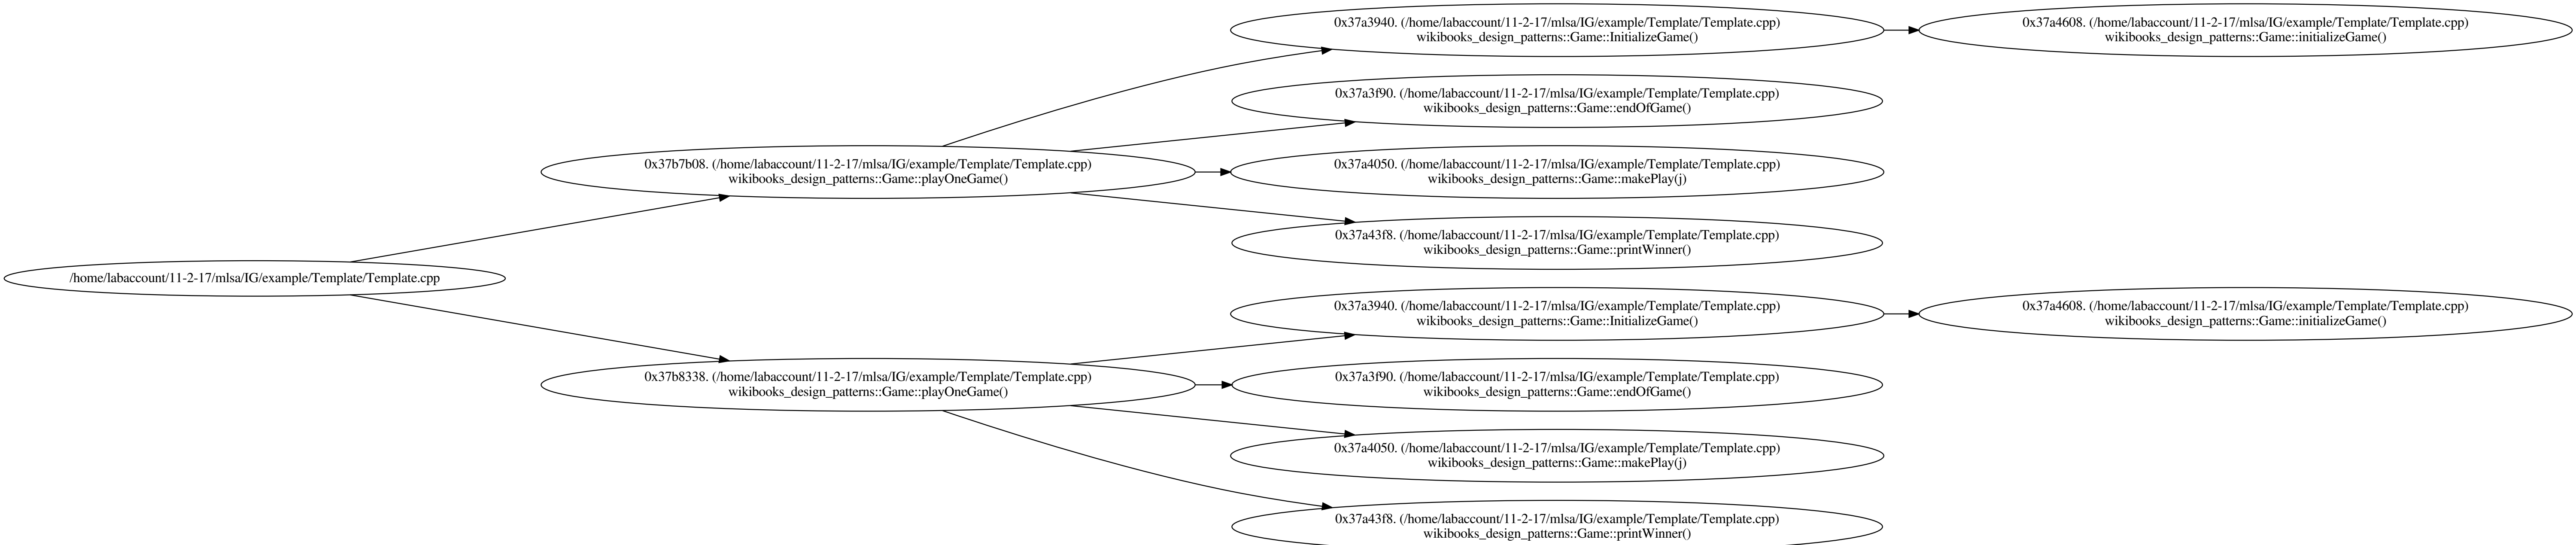 0x37a3940. (/home/labaccount/11-2-17/mlsa/IG/example/Template/Template.cpp)
wikibooks_design_patterns::Game::InitializeGame()
0x37a4608. (/home/labaccount/11-2-17/mlsa/IG/example/Template/Template.cpp)
wikibooks_design_patterns::Game::initializeGame()
0x37a3f90. (/home/labaccount/11-2-17/mlsa/IG/example/Template/Template.cpp)
wikibooks_design_patterns::Game::endOfGame()
0x37b7b08. (/home/labaccount/11-2-17/mlsa/IG/example/Template/Template.cpp)
wikibooks_design_patterns::Game::playOneGame()
0x37a4050. (/home/labaccount/11-2-17/mlsa/IG/example/Template/Template.cpp)
wikibooks_design_patterns::Game::makePlay(j)
0x37a43f8. (/home/labaccount/11-2-17/mlsa/IG/example/Template/Template.cpp)
wikibooks_design_patterns::Game::printWinner()
/home/labaccount/11-2-17/mlsa/IG/example/Template/Template.cpp
0x37a3940. (/home/labaccount/11-2-17/mlsa/IG/example/Template/Template.cpp)
wikibooks_design_patterns::Game::InitializeGame()
0x37a4608. (/home/labaccount/11-2-17/mlsa/IG/example/Template/Template.cpp)
wikibooks_design_patterns::Game::initializeGame()
0x37b8338. (/home/labaccount/11-2-17/mlsa/IG/example/Template/Template.cpp)
wikibooks_design_patterns::Game::playOneGame()
0x37a3f90. (/home/labaccount/11-2-17/mlsa/IG/example/Template/Template.cpp)
wikibooks_design_patterns::Game::endOfGame()
0x37a4050. (/home/labaccount/11-2-17/mlsa/IG/example/Template/Template.cpp)
wikibooks_design_patterns::Game::makePlay(j)
0x37a43f8. (/home/labaccount/11-2-17/mlsa/IG/example/Template/Template.cpp)
wikibooks_design_patterns::Game::printWinner()